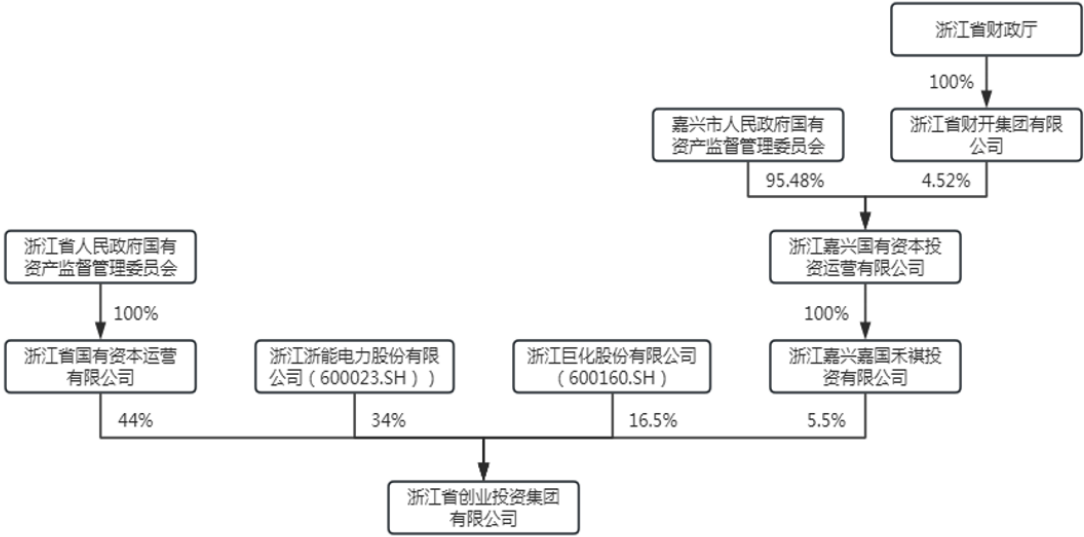 浙江省财政厅
100%
嘉兴市人民政府国有
资产监督管理委员会
浙江省财开集团有限
公司
95.48%
4.52%
浙江省人民政府国有
资产监督管理委员会
浙江嘉兴国有资本投
资运营有限公司
100%
100%
浙江省国有资本运营
有限公司
浙江浙能电力股份有限
公司（600023.SH））
浙江巨化股份有限公司
（600160.SH）
浙江嘉兴嘉国禾祺投
资有限公司
44%
34%
16.5%
5.5%
浙江省创业投资集团
有限公司